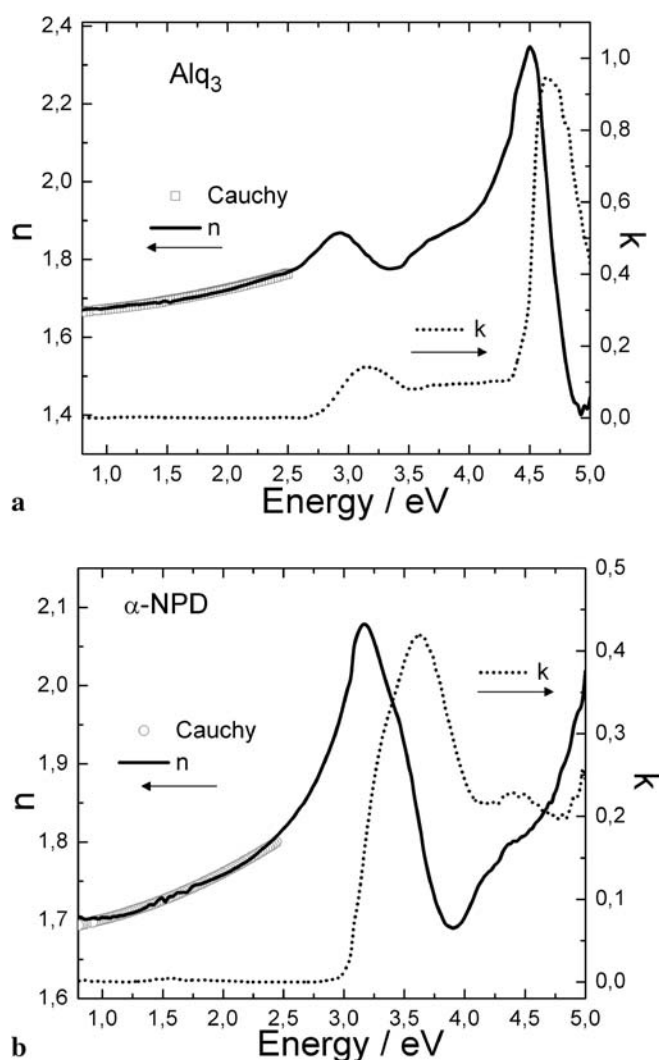 2,4
2,2
2,0
1,8
1,6
1,4
n
Alq3
Cauchy
n
k
1,0
0,8
0,6
0,4
0,2
0,0
k
1,0 1,5 2,0 2,5 3,0 3,5 4,0 4,5 5,0
Energy / eV
a
2,1
2,0
1,9
1,8
1,7
1,6
n
α-NPD
Cauchy
n
k
0,5
0,4
0,3
0,2
0,1
0,0
k
1,0 1,5 2,0 2,5 3,0 3,5 4,0 4,5 5,0
Energy / eV
b